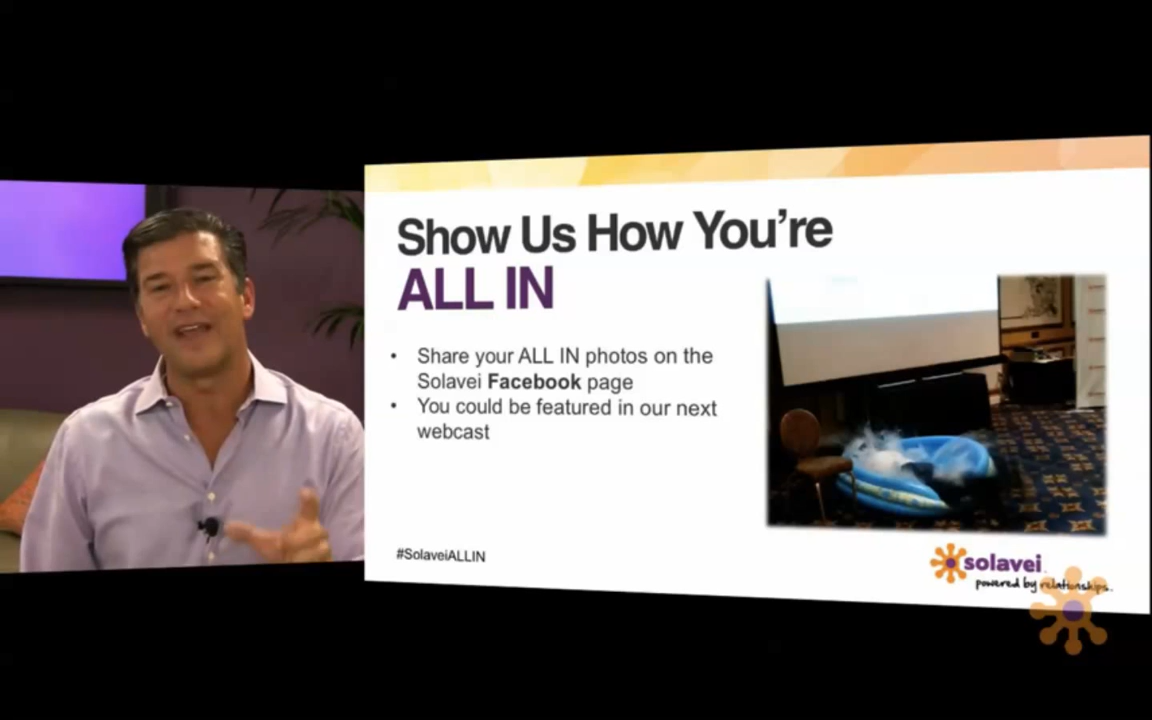 Show Us How You're
ALL IN
• Share your ALL IN photos on the
Solavei Facebook page
• You could be featured in our next
webcast
#SolaveiALLIN
solavei
powered by relationships.